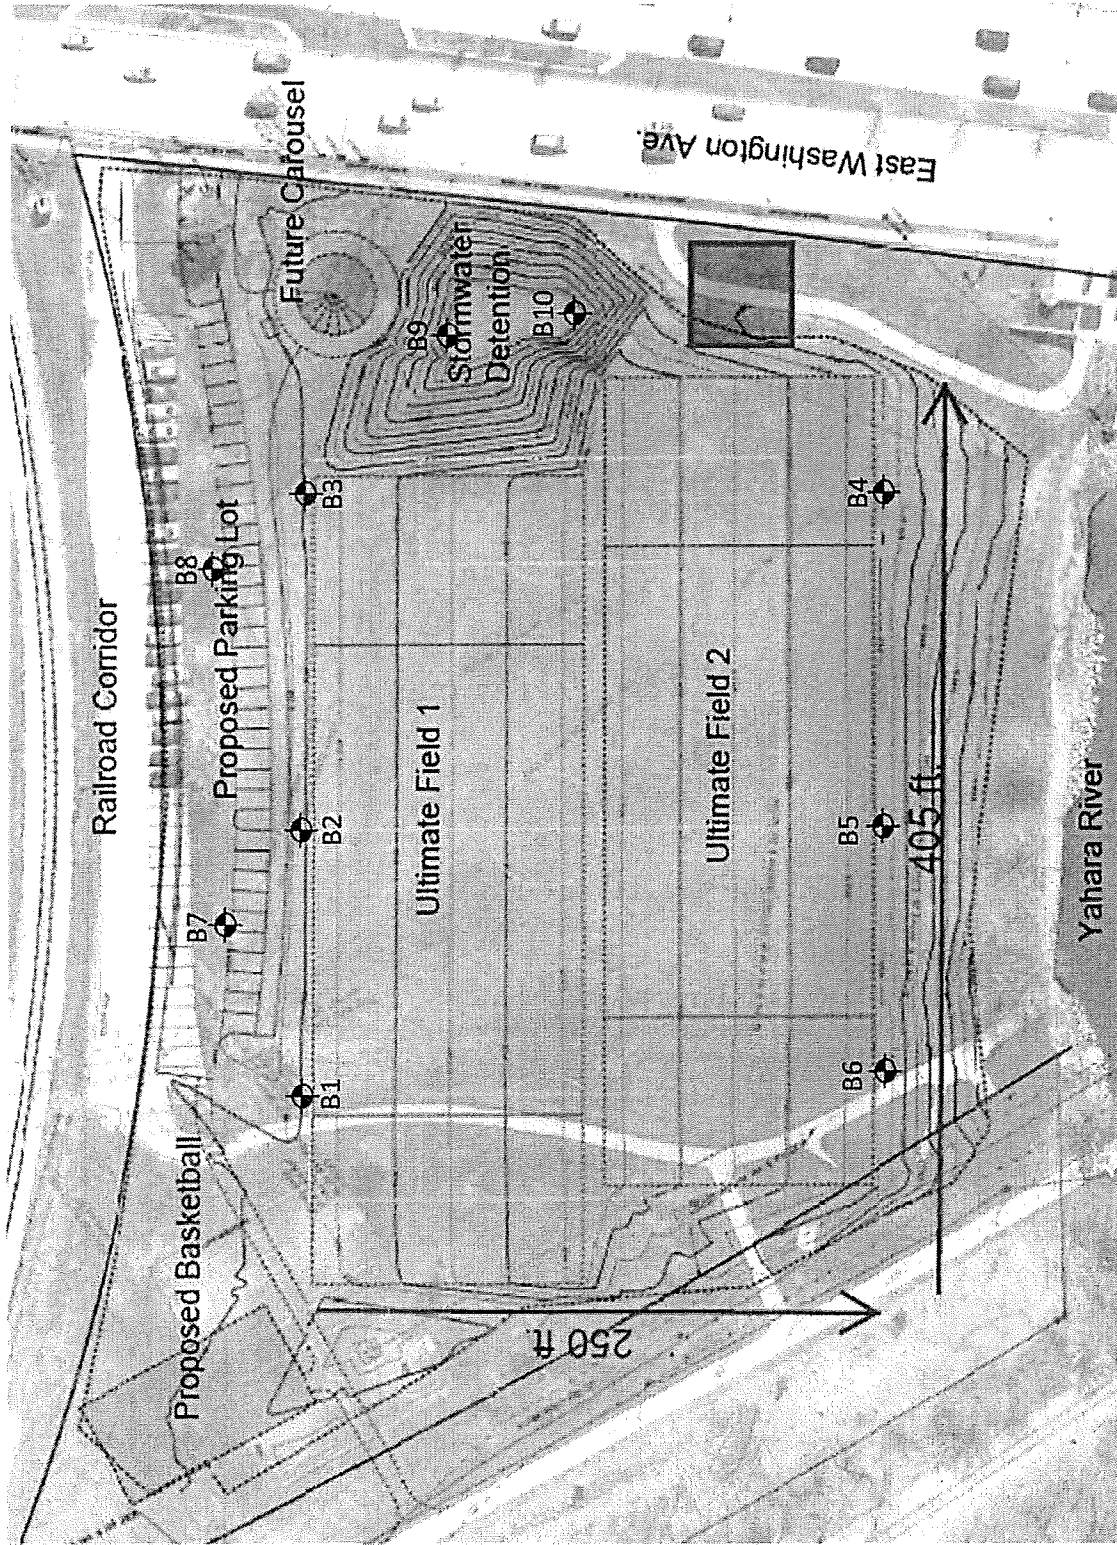 Railroad Corridor
Proposed Basketball
B7
B8
Proposed Parking Lot
Future Carousel
B1
B2
B3
B9
Stormwater
Detention
B10
East Washington Ave.
Ultimate Field 1
Ultimate Field 2
250 ft.
B6
B5
B4
405 ft.
Yahara River